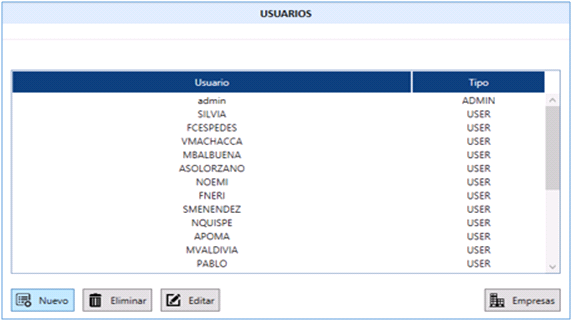 USUARIOS
Usuario Tipo
admin ADMIN
SILVIA USER
FCESPEDES USER
VMACHACCA USER
MBALBUENA USER
ASOLORZANO USER
NOEMI USER
FNERI USER
SMENENDEZ USER
NQUISPE USER
APOMA USER
MVALDIVIA USER
PABLO USER
Nuevo Eliminar Editar Empresas